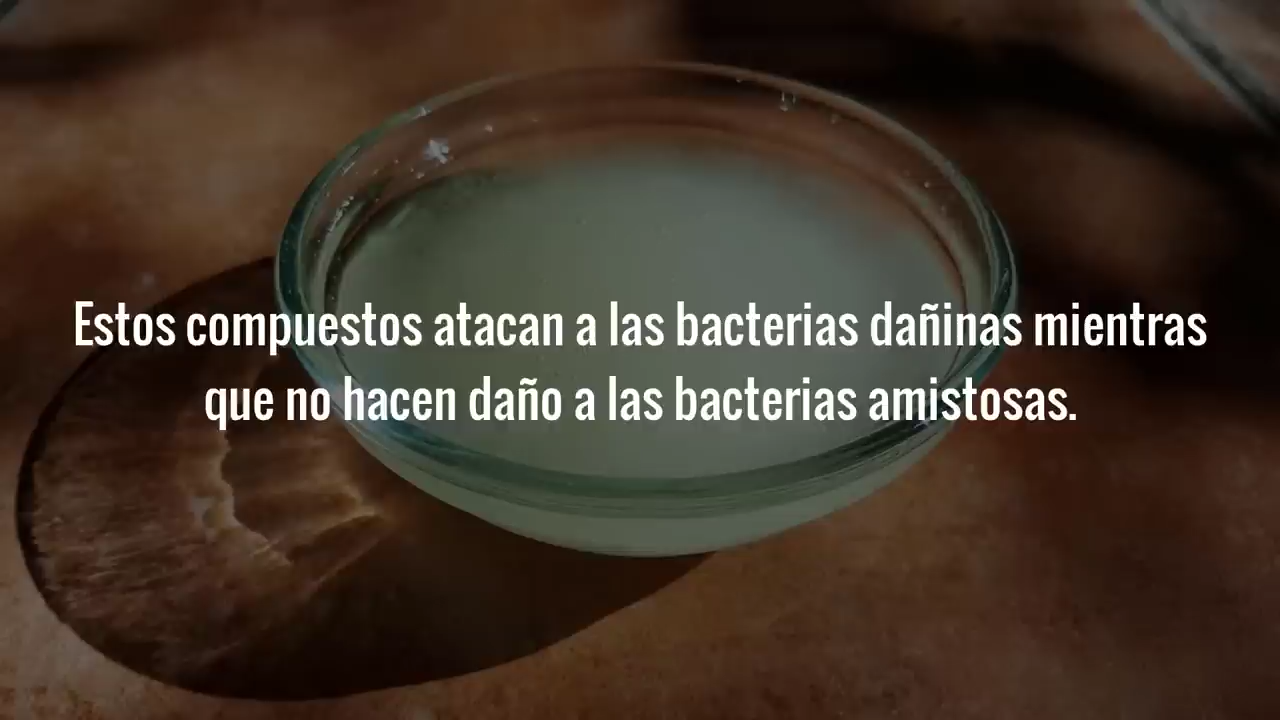 Estos compuestos atacan a las bacterias dañinas mientras
que no hacen daño a las bacterias amistosas.